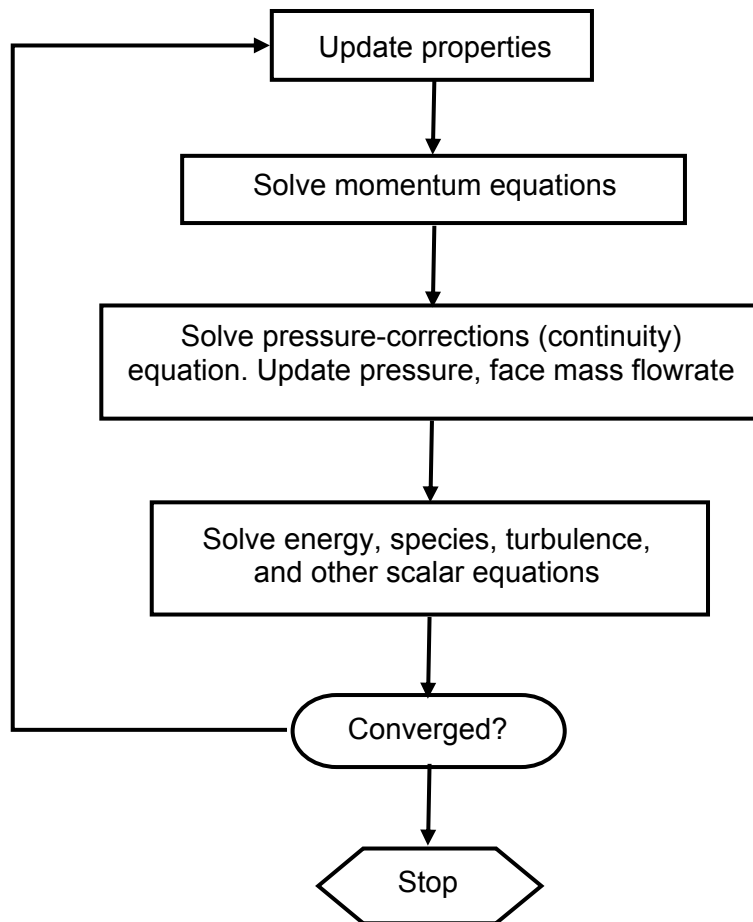 Update properties
Solve momentum equations
Solve pressure-corrections (continuity)
equation. Update pressure, face mass flowrate
Solve energy, species, turbulence,
and other scalar equations
Converged?
Stop